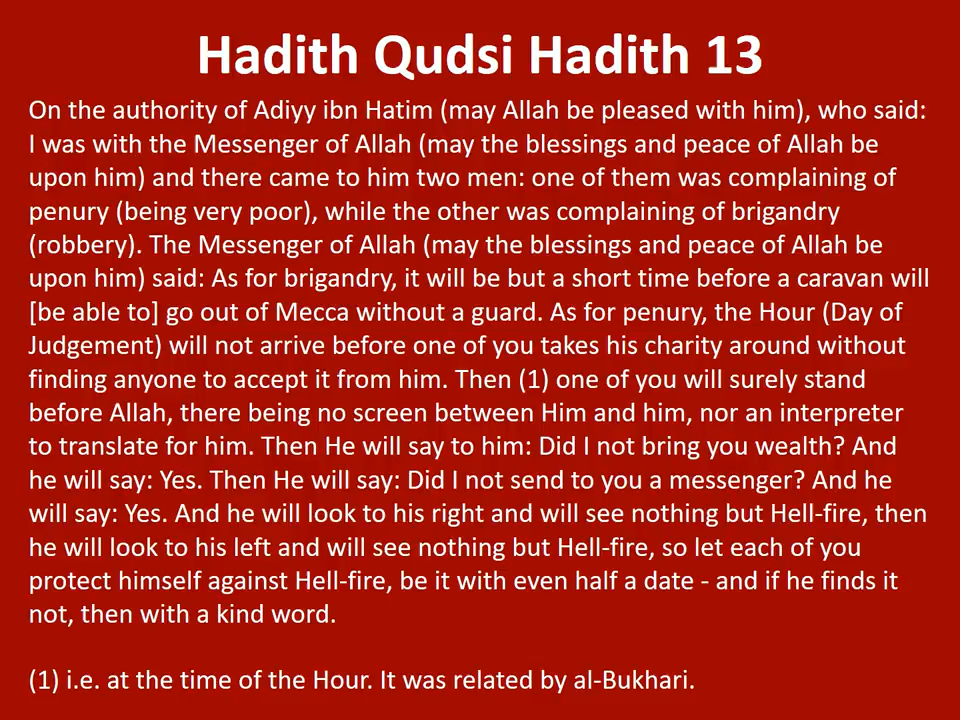 Hadith Qudsi Hadith 13
On the authority of Adiyy ibn Hatim (may Allah be pleased with him), who said:
I was with the Messenger of Allah (may the blessings and peace of Allah be
upon him) and there came to him two men: one of them was complaining of
penury (being very poor), while the other was complaining of brigandry
(robbery). The Messenger of Allah (may the blessings and peace of Allah be
upon him) said: As for brigandry, it will be but a short time before a caravan will
[be able to] go out of Mecca without a guard. As for penury, the Hour (Day of
Judgement) will not arrive before one of you takes his charity around without
finding anyone to accept it from him. Then (1) one of you will surely stand
before Allah, there being no screen between Him and him, nor an interpreter
to translate for him. Then He will say to him: Did I not bring you wealth? And
he will say: Yes. Then He will say: Did I not send to you a messenger? And he
will say: Yes. And he will look to his right and will see nothing but Hell-fire, then
he will look to his left and will see nothing but Hell-fire, so let each of you
protect himself against Hell-fire, be it with even half a date - and if he finds it
not, then with a kind word.
(1) i.e. at the time of the Hour. It was related by al-Bukhari.